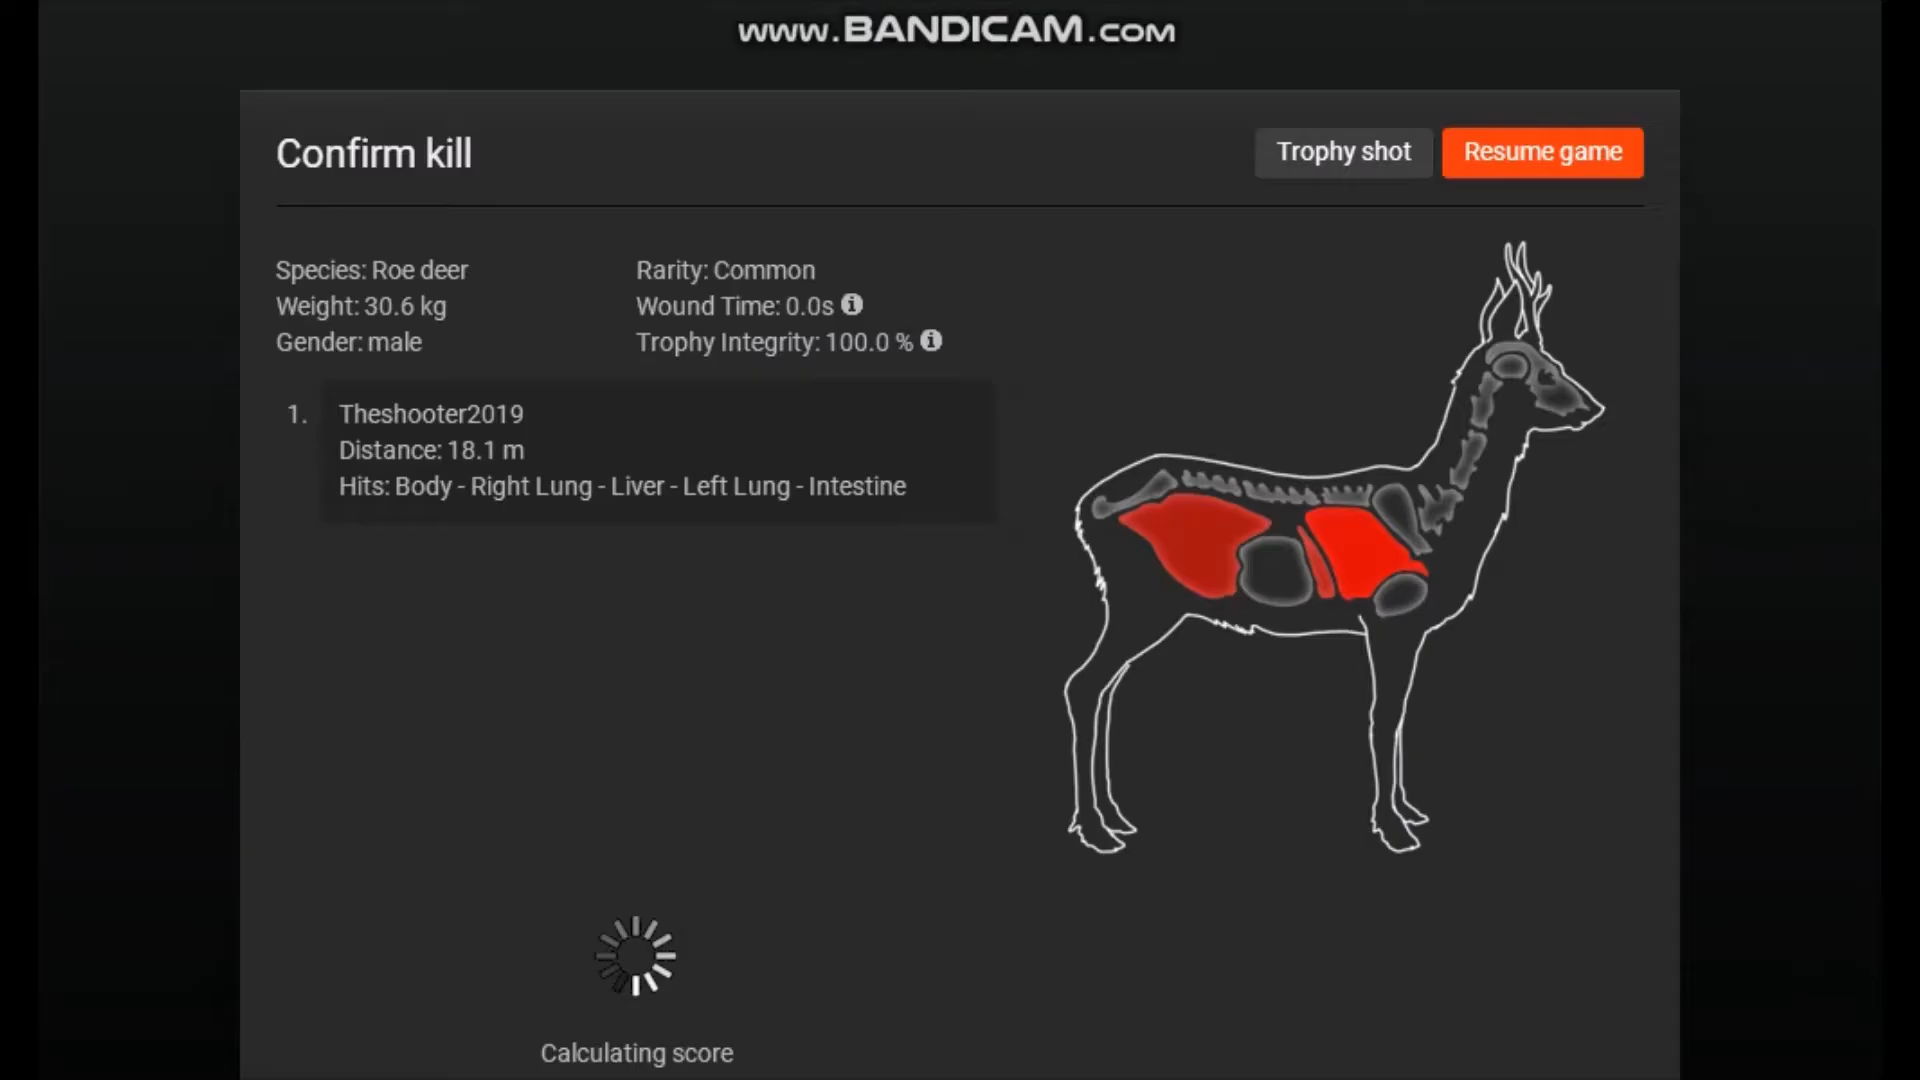 www.BANDICAM.com
Confirm kill
Trophy shot
Resume game
Species: Roe deer
Weight: 30.6 kg
Gender: male
Rarity: Common
Wound Time: 0.0s
Trophy Integrity: 100.0 %
1.
Theshooter2019
Distance: 18.1 m
Hits: Body - Right Lung - Liver - Left Lung - Intestine
Calculating score